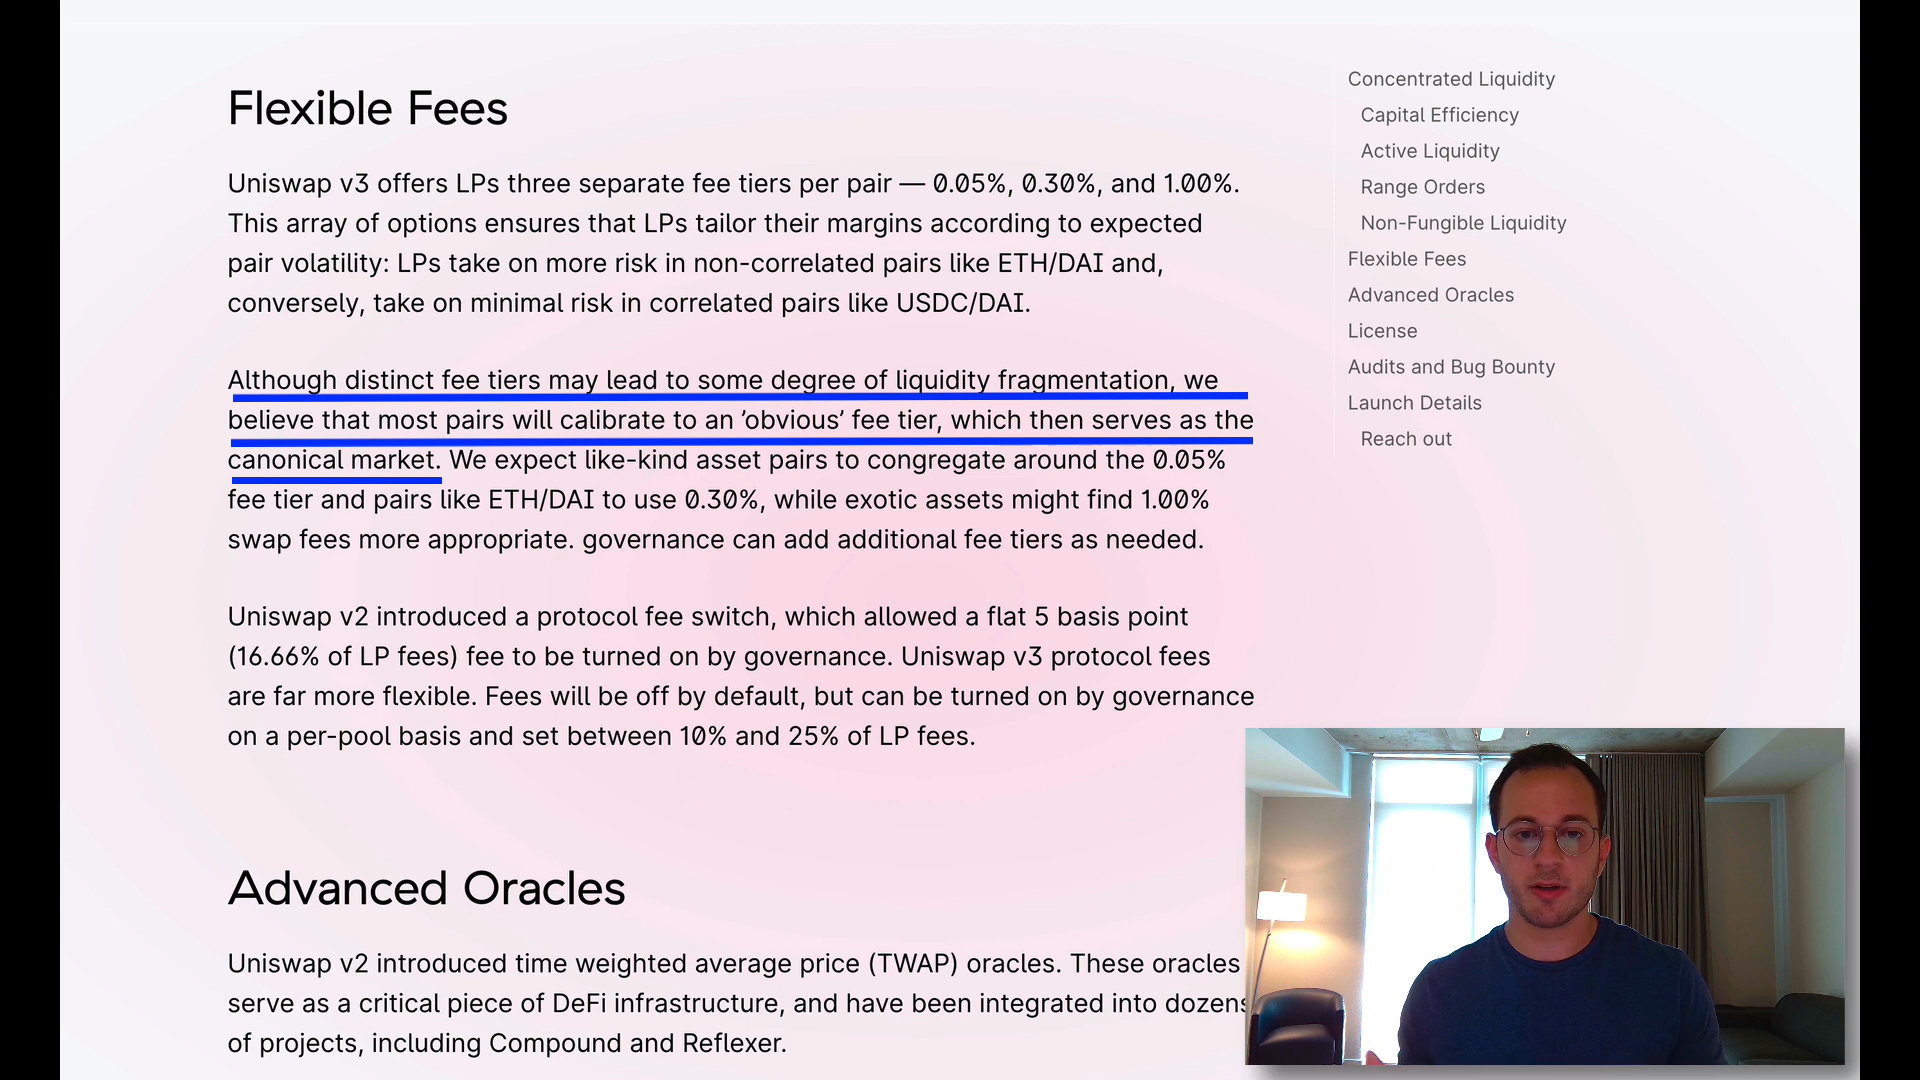 Flexible Fees
Uniswap v3 offers LPs three separate fee tiers per pair — 0.05%, 0.30%, and 1.00%.
This array of options ensures that LPs tailor their margins according to expected
pair volatility: LPs take on more risk in non-correlated pairs like ETH/DAI and,
conversely, take on minimal risk in correlated pairs like USDC/DAI.
Although distinct fee tiers may lead to some degree of liquidity fragmentation, we
believe that most pairs will calibrate to an ’obvious’ fee tier, which then serves as the
canonical market. We expect like-kind asset pairs to congregate around the 0.05%
fee tier and pairs like ETH/DAI to use 0.30%, while exotic assets might find 1.00%
swap fees more appropriate. governance can add additional fee tiers as needed.
Uniswap v2 introduced a protocol fee switch, which allowed a flat 5 basis point
(16.66% of LP fees) fee to be turned on by governance. Uniswap v3 protocol fees
are far more flexible. Fees will be off by default, but can be turned on by governance
on a per-pool basis and set between 10% and 25% of LP fees.
Advanced Oracles
Uniswap v2 introduced time weighted average price (TWAP) oracles. These oracles
serve as a critical piece of DeFi infrastructure, and have been integrated into dozens
of projects, including Compound and Reflexer.
Concentrated Liquidity
Capital Efficiency
Active Liquidity
Range Orders
Non-Fungible Liquidity
Flexible Fees
Advanced Oracles
License
Audits and Bug Bounty
Launch Details
Reach out